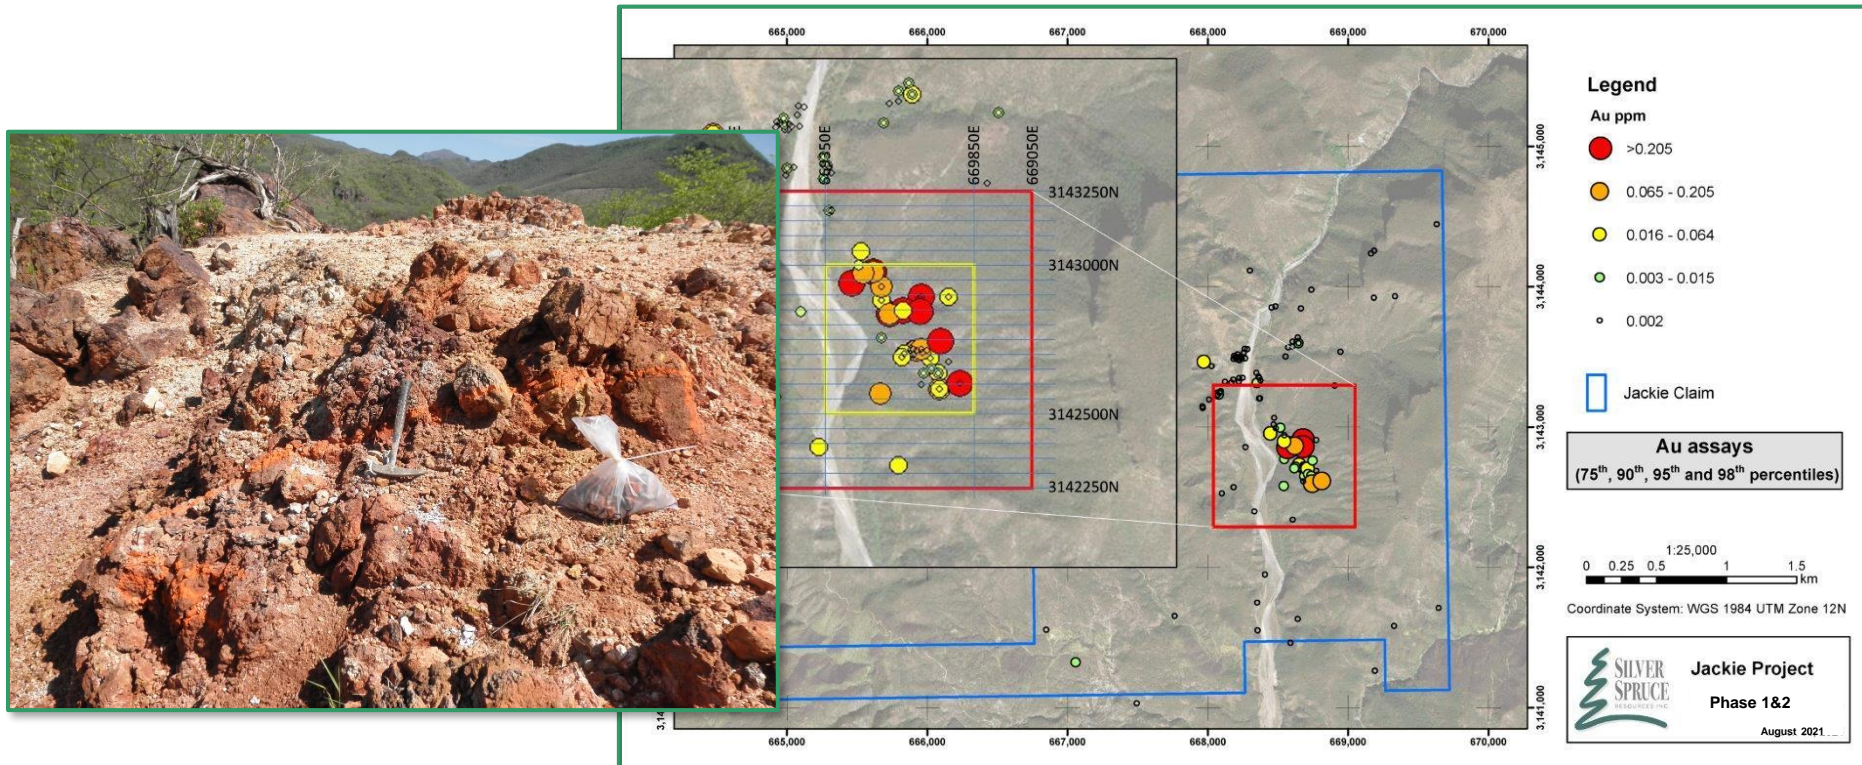 665,000
666,000
667,000
668,000
669,000
670,000
669850E
669050E
3143250N
3143000N
3142500N
3142250N
3,145,000
3,144,000
3,143,000
3,142,000
3,141,000
665,000
666,000
667,000
668,000
669,000
670,000
Legend
Au ppm
>0.205
0.065 - 0.205
0.016 - 0.064
0.003 - 0.015
0.002
Jackie Claim
Au assays
(75th, 90th, 95th and 98th percentiles)
1:25,000
0 0.25 0.5 1 1.5
km
Coordinate System: WGS 1984 UTM Zone 12N
SILVER
SPRUCE
RESOURCES INC.
Jackie Project
Phase 1&2
August 2021